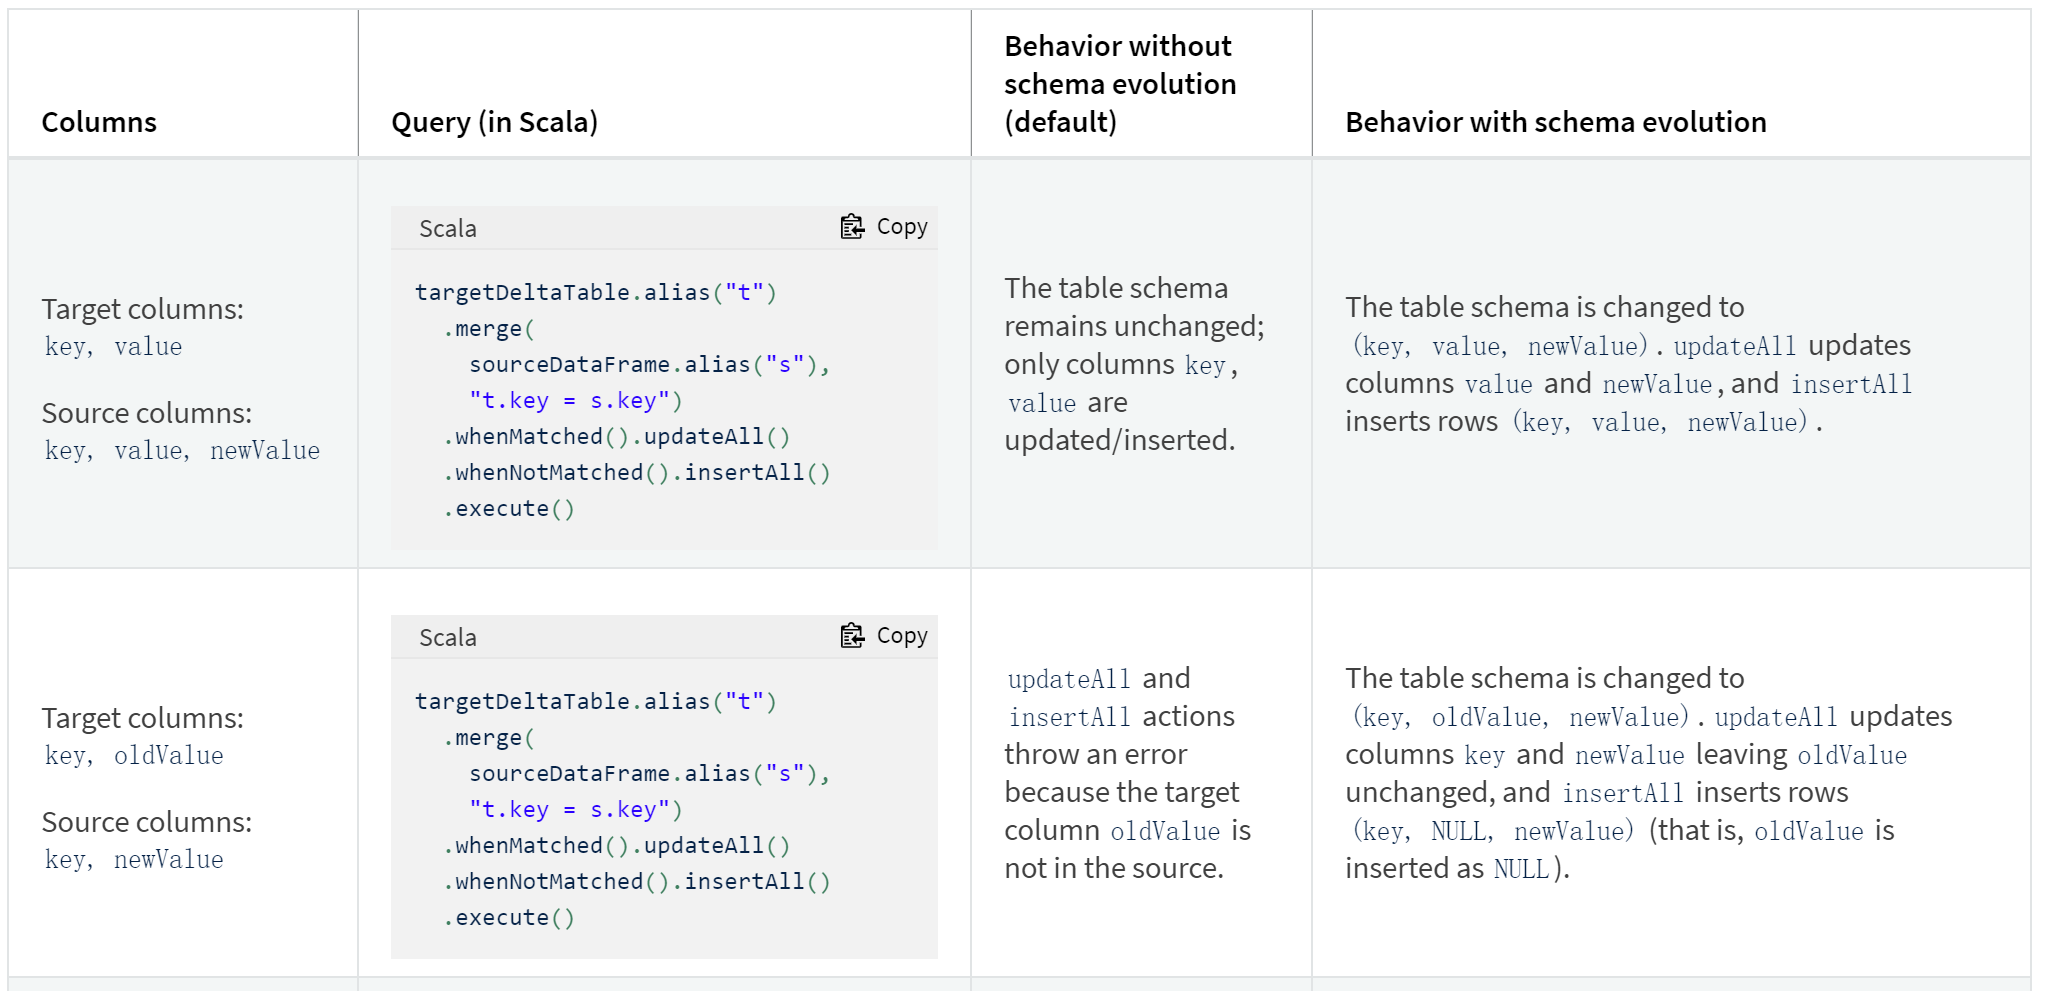 Columns
Query (in Scala)
Behavior without
schema evolution
(default)
Behavior with schema evolution
Target columns:
key, value
Source columns:
key, value, newValue
Scala
Copy
targetDeltaTable.alias("t")
  .merge(
    sourceDataFrame.alias("s"),
    "t.key = s.key")
  .whenMatched().updateAll()
  .whenNotMatched().insertAll()
  .execute()
The table schema
remains unchanged;
only columns key,
value are
updated/inserted.
The table schema is changed to
(key, value, newValue). updateAll updates
columns value and newValue, and insertAll
inserts rows (key, value, newValue).
Target columns:
key, oldValue
Source columns:
key, newValue
Scala
Copy
targetDeltaTable.alias("t")
  .merge(
    sourceDataFrame.alias("s"),
    "t.key = s.key")
  .whenMatched().updateAll()
  .whenNotMatched().insertAll()
  .execute()
updateAll and
insertAll actions
throw an error
because the target
column oldValue is
not in the source.
The table schema is changed to
(key, oldValue, newValue). updateAll updates
columns key and newValue leaving oldValue
unchanged, and insertAll inserts rows
(key, NULL, newValue) (that is, oldValue is
inserted as NULL).